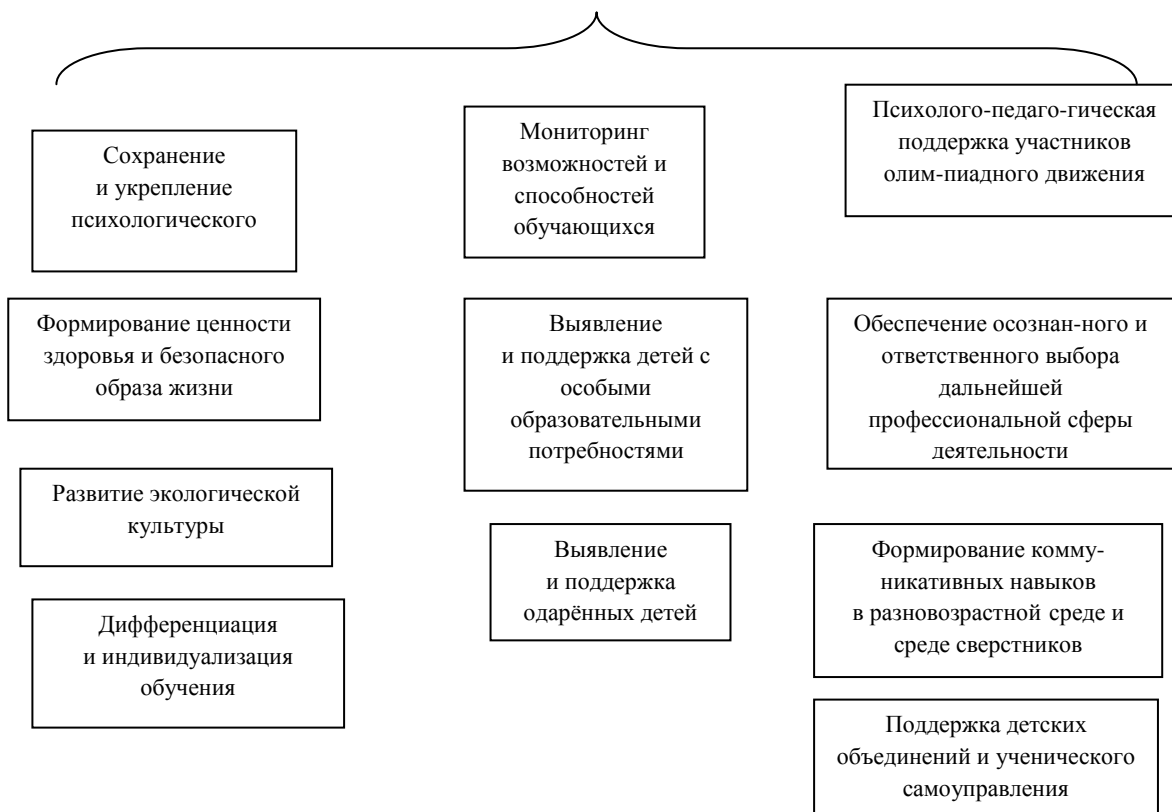 Сохранение
и укрепление
психологического
Формирование ценности
здоровья и безопасного
образа жизни
Развитие экологической
культуры
Дифференциация
и индивидуализация
обучения
Мониторинг
возможностей и
способностей
обучающихся
Выявление
и поддержка детей с
особыми
образовательными
потребностями
Выявление
и поддержка
одарённых детей
Психолого-педаго-гическая
поддержка участников
олим-пиадного движения
Обеспечение осознан-ного и
ответственного выбора
дальнейшей
профессиональной сферы
деятельности
Формирование комму-
никативных навыков
в разновозрастной среде и
среде сверстников
Поддержка детских
объединений и ученического
самоуправления